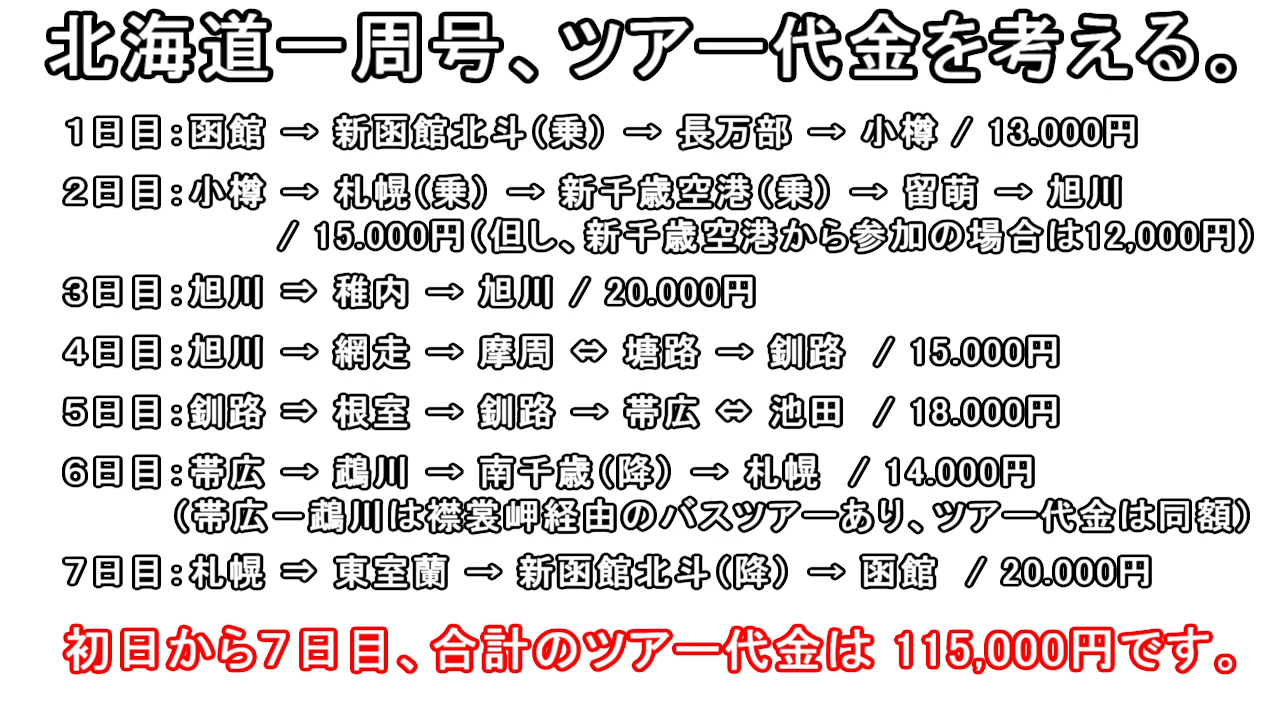 北海道一周号、ツアー代金を考える。
1日目:函館 → 新函館北斗(乗) → 長万部 → 小樽 / 13.000円
2日目:小樽 → 札幌(乗) → 新千歳空港(乗) → 留萌 → 旭川
/ 15.000円(但し、新千歳空港から参加の場合は12,000円)
3日目:旭川 ⇒ 稚内 → 旭川 / 20.000円
4日目:旭川 → 網走 → 摩周 ⇔ 塘路 → 釧路 / 15.000円
5日目:釧路 ⇒ 根室 → 釧路 → 帯広 ⇔ 池田 / 18.000円
6日目:帯広 → 鵡川 → 南千歳(降) → 札幌 / 14.000円
(帯広-鵡川は襟裳岬経由のバスツアーあり、ツアー代金は同額)
7日目:札幌 ⇒ 東室蘭 → 新函館北斗(降) → 函館 / 20.000円
初日から7日目、合計のツアー代金は 115,000円です。